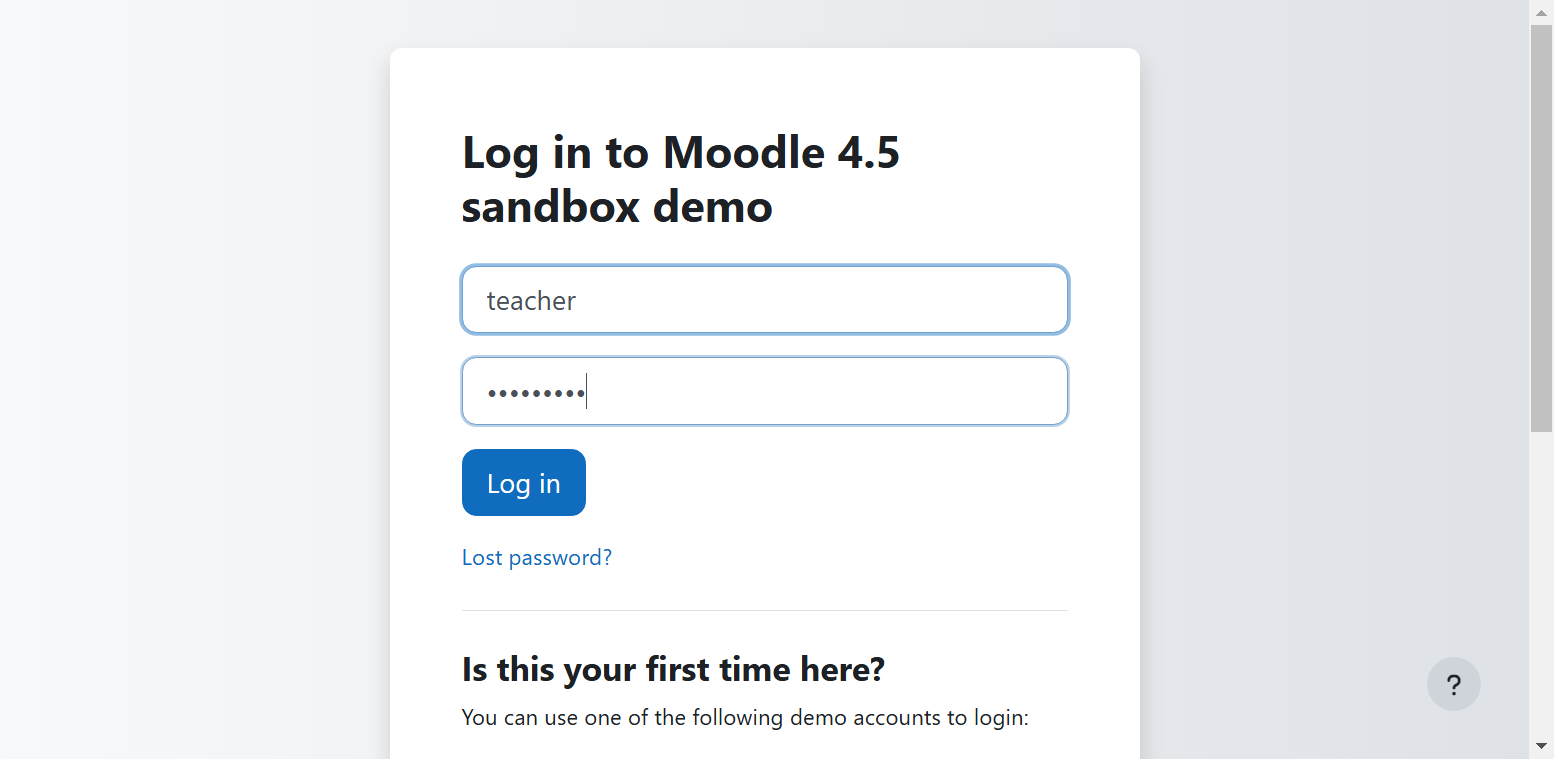 Log in to Moodle 4.5
sandbox demo
teacher
•••••••••
Log in
Lost password?
Is this your first time here?
You can use one of the following demo accounts to login:
?